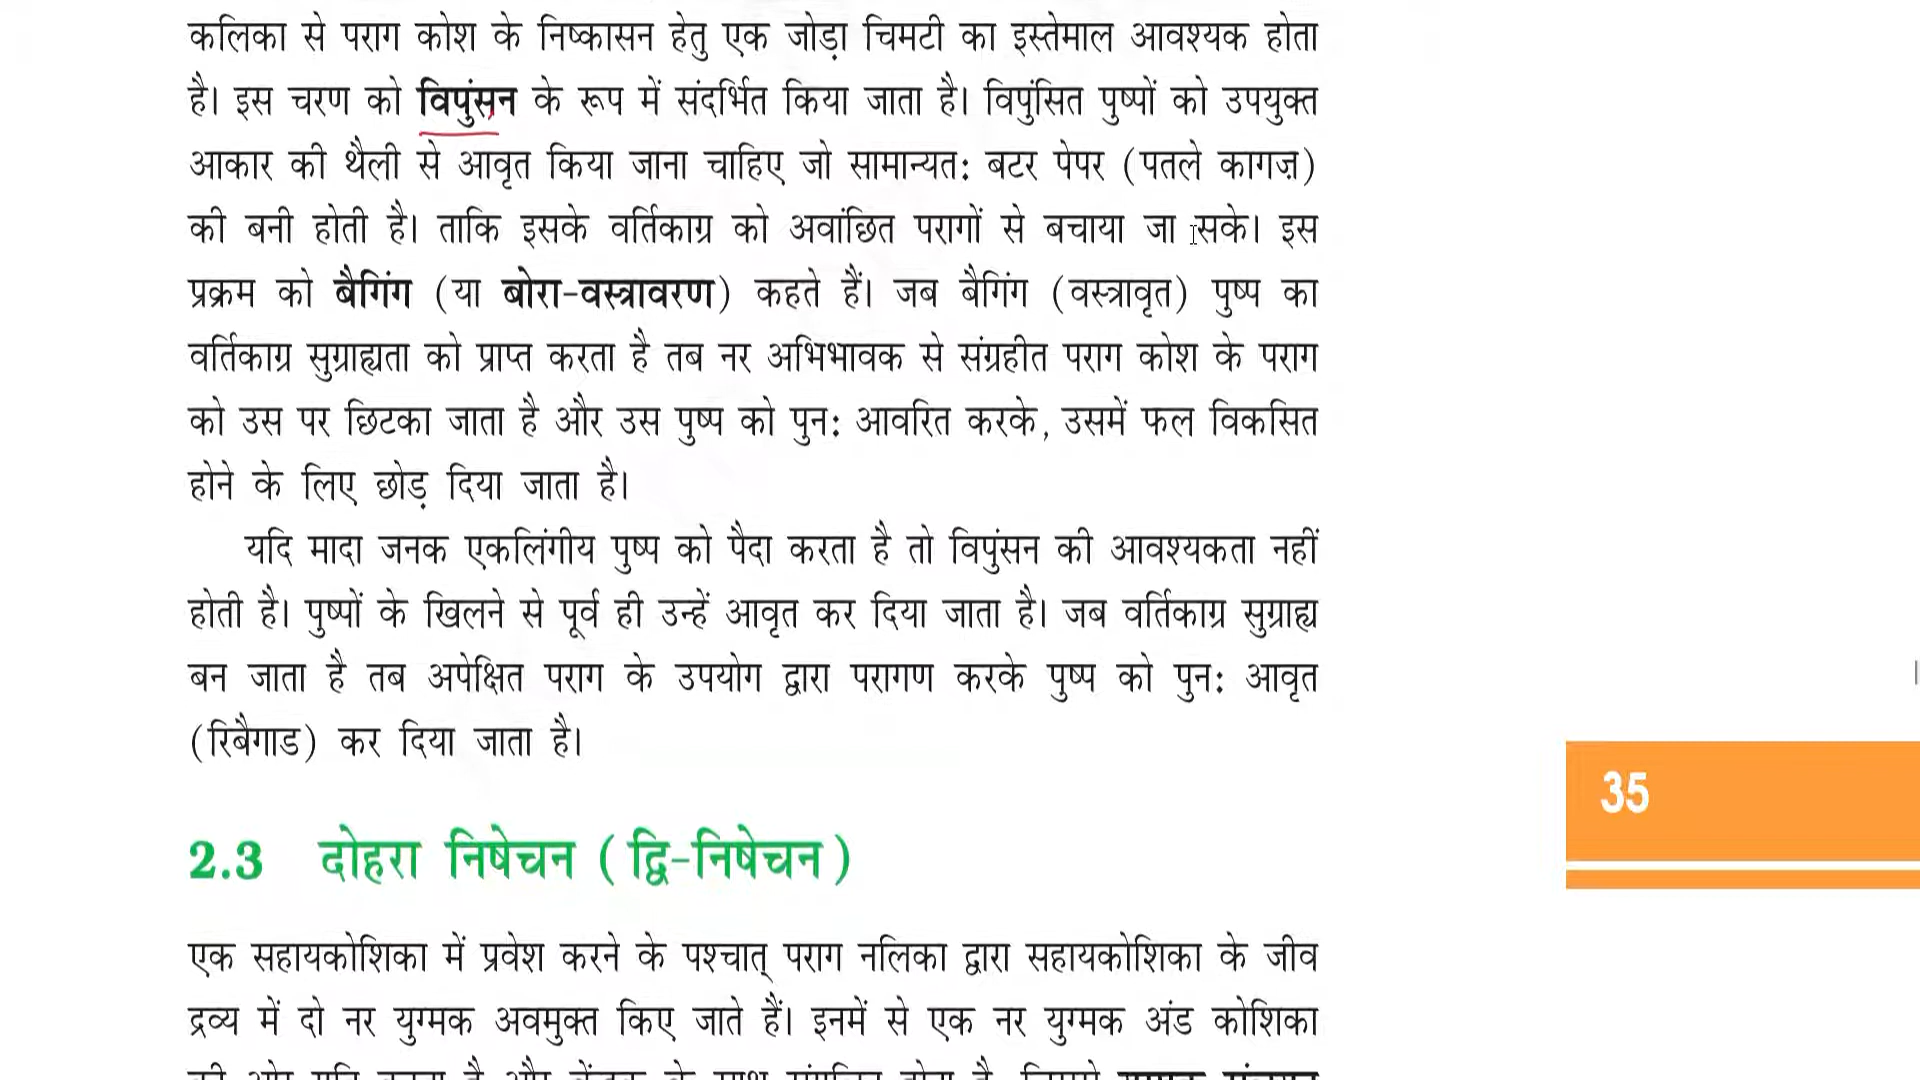 कलिका से पराग कोश के निष्कासन हेतु एक जोड़ा चिमटी का इस्तेमाल आवश्यक होता
है। इस चरण को विपुंसन के रूप में संदर्भित किया जाता है। विपुंसित पुष्पों को उपयुक्त
आकार की थैली से आवृत किया जाना चाहिए जो सामान्यत: बटर पेपर (पतले कागज़)
की बनी होती है। ताकि इसके वर्तिकाग्र को अवांछित परागों से बचाया जा सके। इस
प्रक्रम को बैगिंग (या बोरा-वस्त्रावरण) कहते हैं। जब बैगिंग (वस्त्रावृत) पुष्प का
वर्तिकाग्र सुग्राह्यता को प्राप्त करता है तब नर अभिभावक से संग्रहीत पराग कोश के पराग
को उस पर छिटका जाता है और उस पुष्प को पुन: आवरित करके, उसमें फल विकसित
होने के लिए छोड़ दिया जाता है।
यदि मादा जनक एकलिंगीय पुष्प को पैदा करता है तो विपुंसन की आवश्यकता नहीं
होती है। पुष्पों के खिलने से पूर्व ही उन्हें आवृत कर दिया जाता है। जब वर्तिकाग्र सुग्राह्य
बन जाता है तब अपेक्षित पराग के उपयोग द्वारा परागण करके पुष्प को पुन: आवृत
(रिबैगाड) कर दिया जाता है।
35
2.3 दोहरा निषेचन (द्वि-निषेचन)
एक सहायकोशिका में प्रवेश करने के पश्चात् पराग नलिका द्वारा सहायकोशिका के जीव
द्रव्य में दो नर युग्मक अवमुक्त किए जाते हैं। इनमें से एक नर युग्मक अंड कोशिका